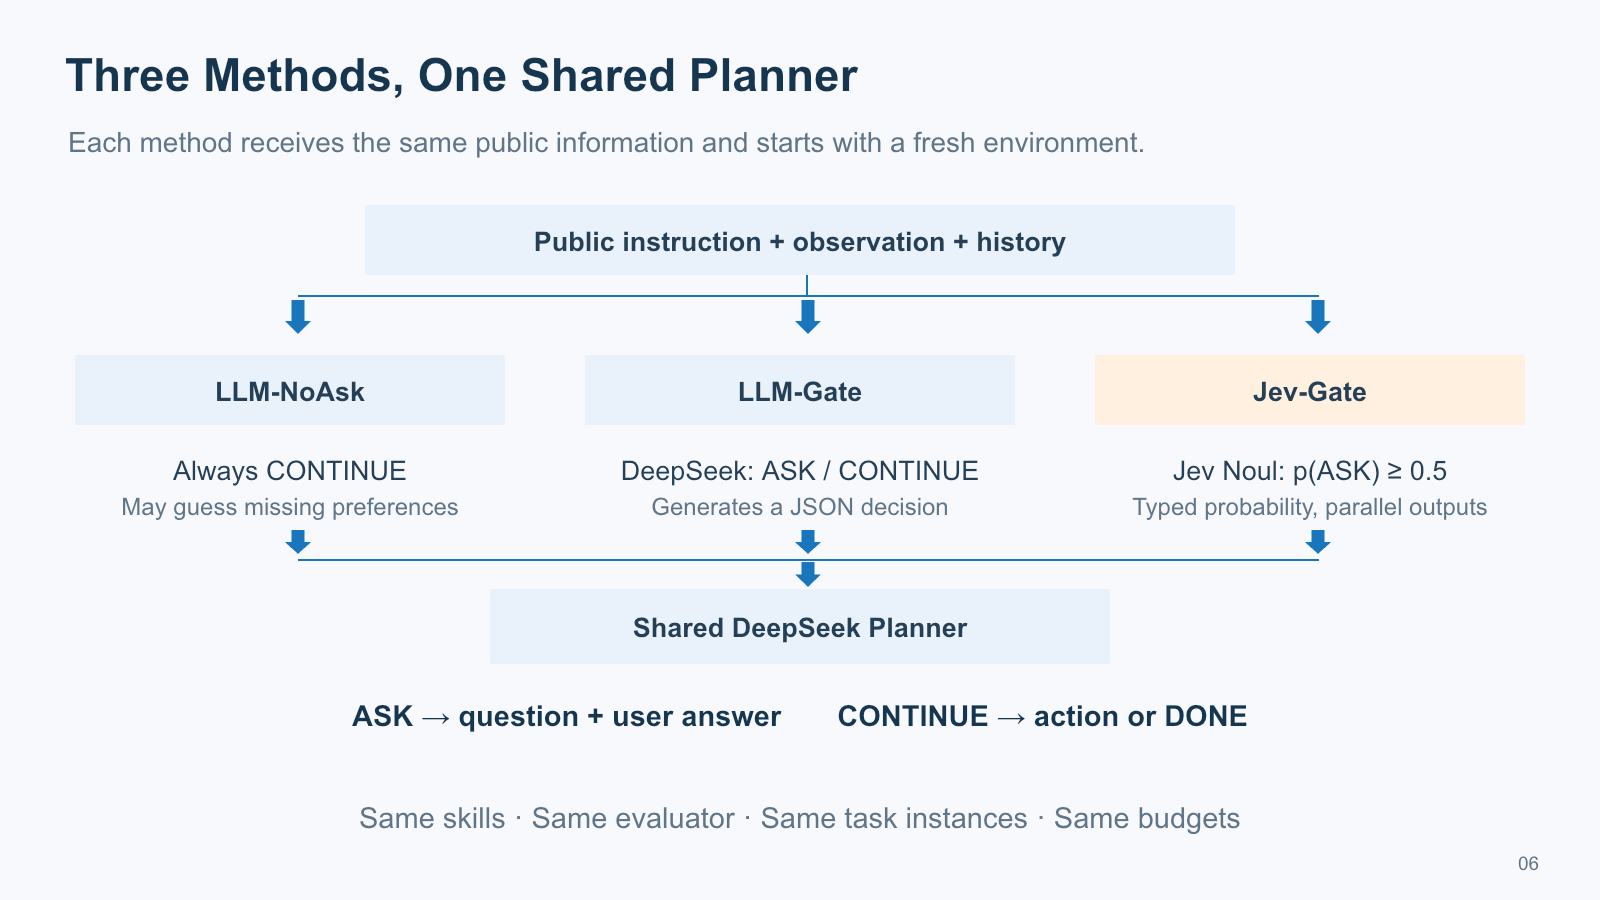 Three Methods, One Shared Planner
Each method receives the same public information and starts with a fresh environment.
Public instruction + observation + history
LLM-NoAsk
LLM-Gate
Jev-Gate
Always CONTINUE
May guess missing preferences
DeepSeek: ASK / CONTINUE
Generates a JSON decision
Jev Noul: p(ASK) ≥ 0.5
Typed probability, parallel outputs
Shared DeepSeek Planner
ASK → question + user answer
CONTINUE → action or DONE
Same skills · Same evaluator · Same task instances · Same budgets
06